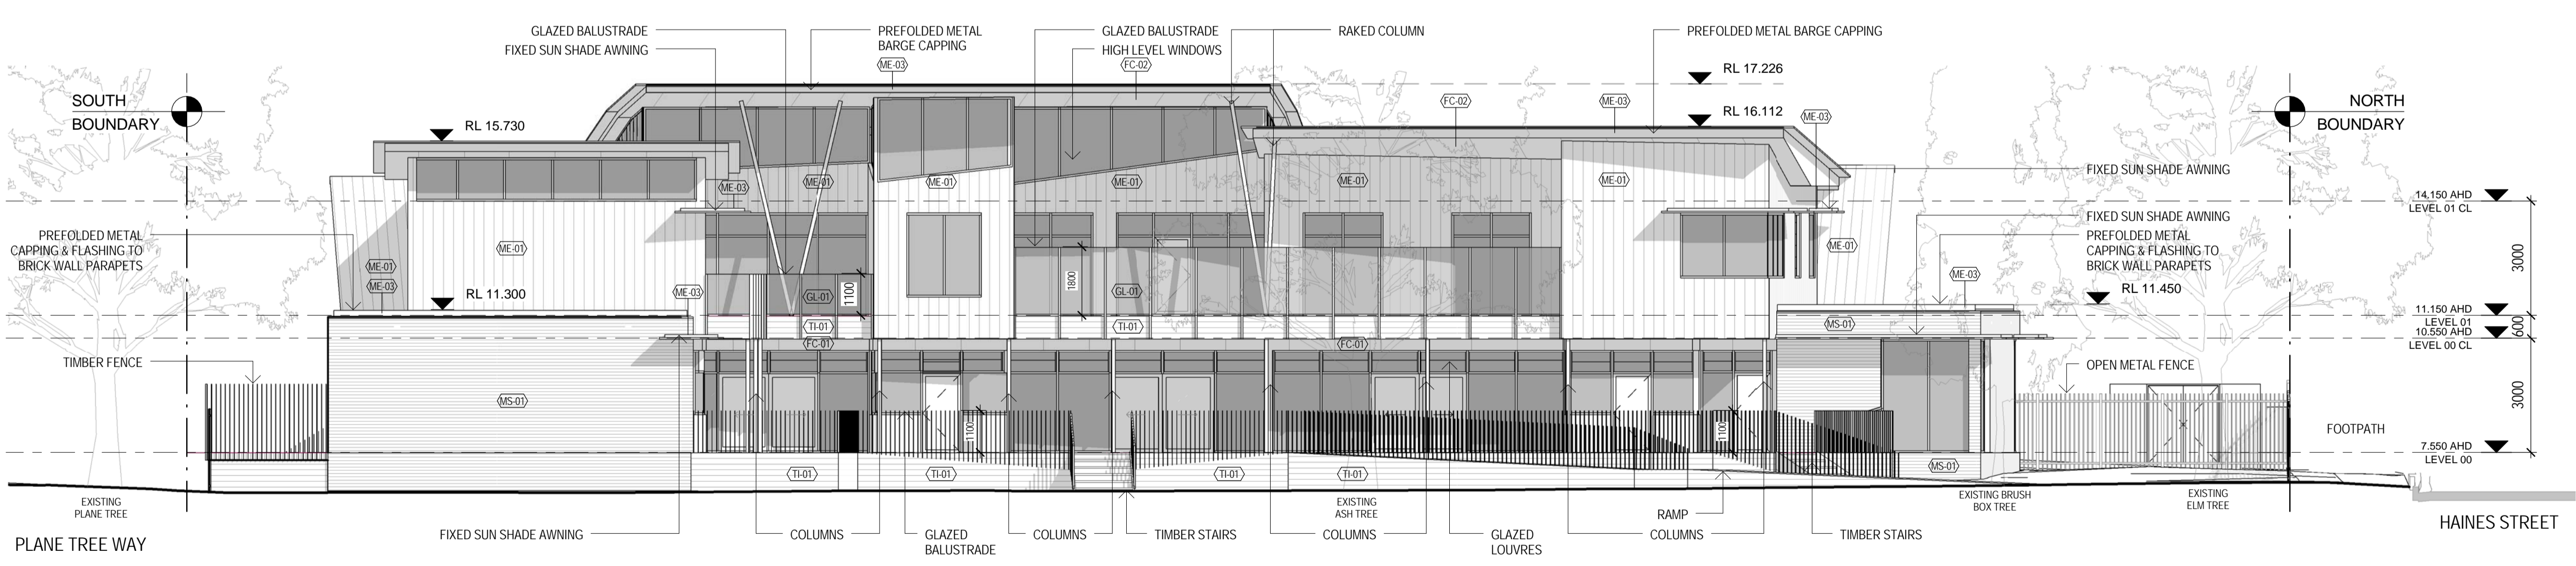 GLAZED BALUSTRADE
FIXED SUN SHADE AWNING
PREFOLDED METAL
BARGE CAPPING
ME-03
GLAZED BALUSTRADE
HIGH LEVEL WINDOWS
FC-02
RAKED COLUMN
PREFOLDED METAL BARGE CAPPING
RL 17.226
SOUTH
BOUNDARY
RL 15.730
FC-02
ME-03
RL 16.112
ME-03
NORTH
BOUNDARY
FIXED SUN SHADE AWNING
ME-03
ME-01
ME-01
ME-01
ME-01
ME-01
14.150 AHD
LEVEL 01 CL
FIXED SUN SHADE AWNING
PREFOLDED METAL
CAPPING & FLASHING TO
BRICK WALL PARAPETS
PREFOLDED METAL
CAPPING & FLASHING TO
BRICK WALL PARAPETS
ME-01
ME-01
ME-01
3000
ME-03
RL 11.300
ME-03
GL-01
1100
1800
GL-01
ME-03
RL 11.450
11.150 AHD
LEVEL 01
600
10.550 AHD
LEVEL 00 CL
TI-01
TI-01
MS-01
FC-01
FC-01
TIMBER FENCE
OPEN METAL FENCE
3000
MS-01
1100
1100
FOOTPATH
7.550 AHD
LEVEL 00
TI-01
TI-01
TI-01
TI-01
MS-01
EXISTING
PLANE TREE
EXISTING
ASH TREE
EXISTING BRUSH
BOX TREE
EXISTING
ELM TREE
RAMP
PLANE TREE WAY
FIXED SUN SHADE AWNING
COLUMNS
GLAZED
BALUSTRADE
COLUMNS
TIMBER STAIRS
COLUMNS
GLAZED
LOUVRES
COLUMNS
TIMBER STAIRS
HAINES STREET